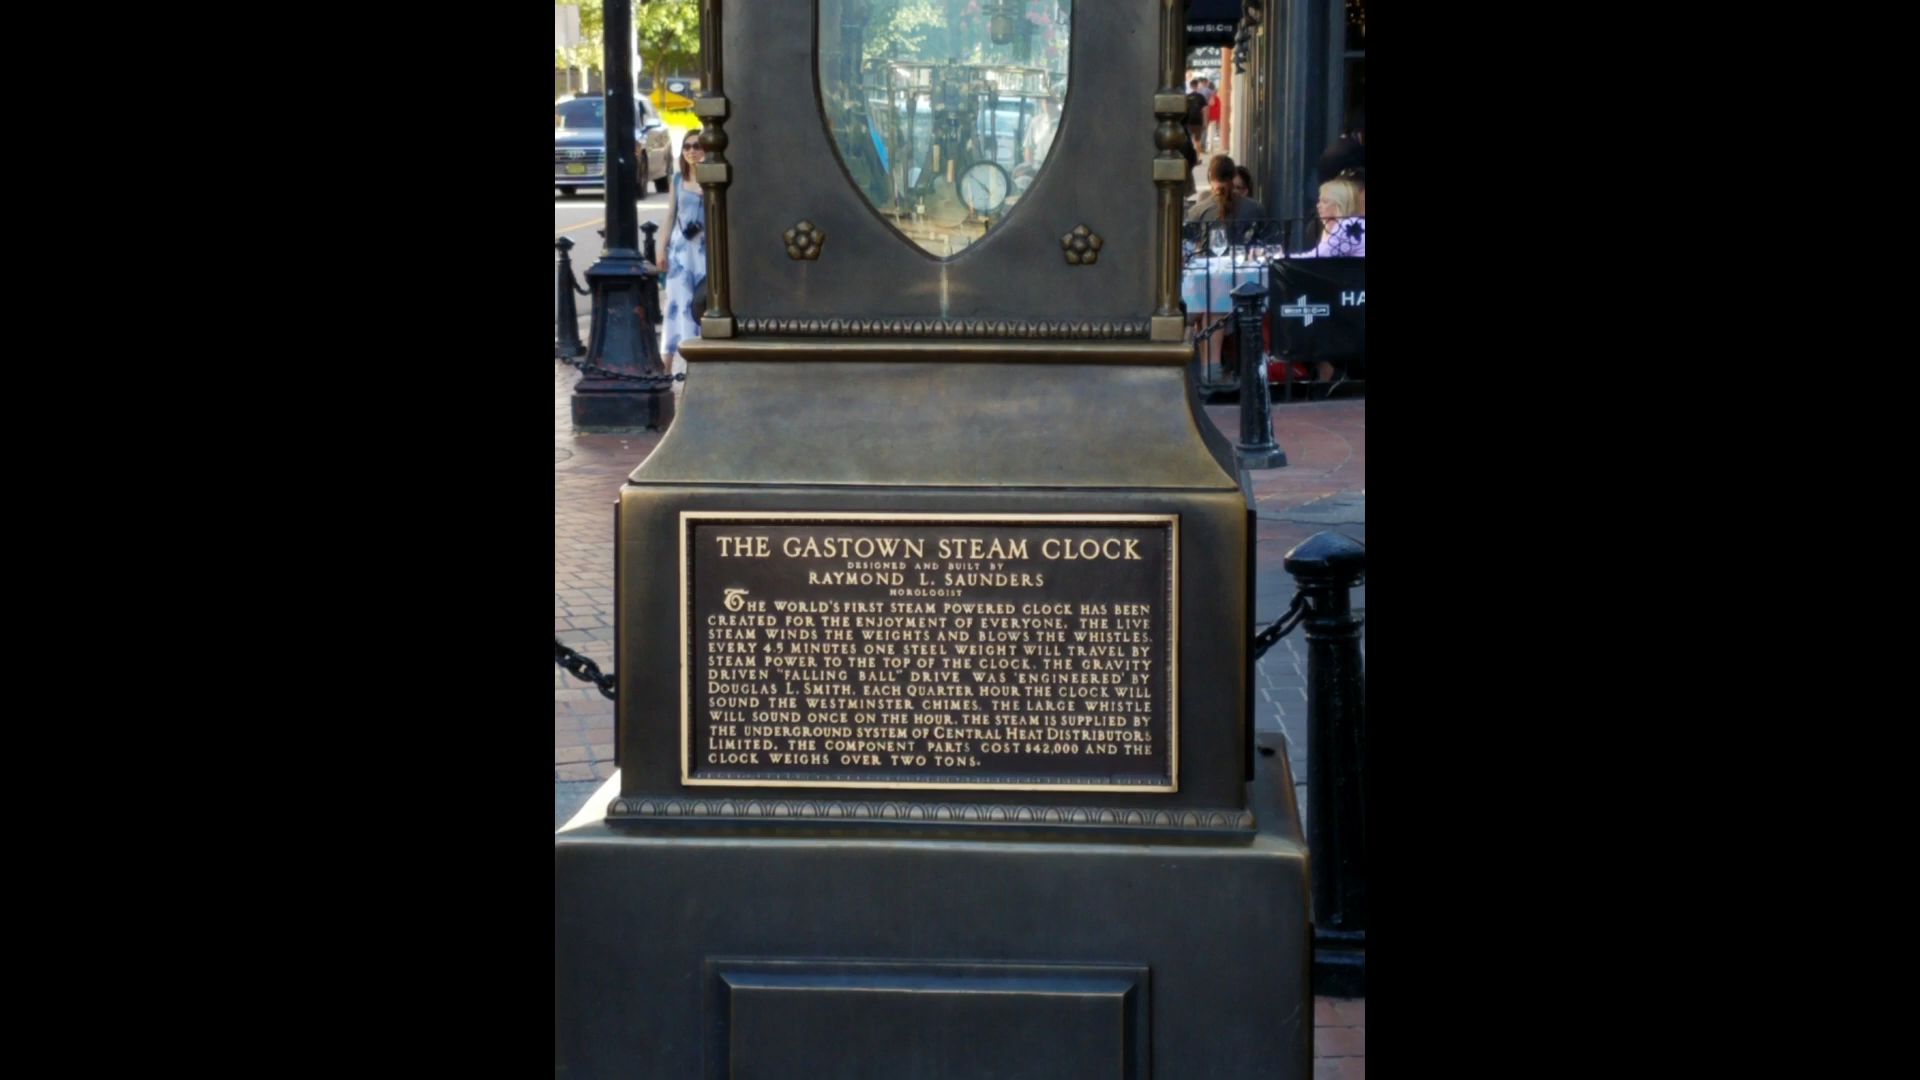 THE GASTOWN STEAM CLOCK
DESIGNED AND BUILT BY
RAYMOND L. SAUNDERS
HOROLOGIST
THE WORLD'S FIRST STEAM POWERED CLOCK HAS BEEN
CREATED FOR THE ENJOYMENT OF EVERYONE. THE LIVE
STEAM WINDS THE WEIGHTS AND BLOWS THE WHISTLES.
EVERY 4.5 MINUTES ONE STEEL WEIGHT WILL TRAVEL BY
STEAM POWER TO THE TOP OF THE CLOCK. THE GRAVITY
DRIVEN "FALLING BALL" DRIVE WAS 'ENGINEERED' BY
DOUGLAS L. SMITH. EACH QUARTER HOUR THE CLOCK WILL
SOUND THE WESTMINSTER CHIMES. THE LARGE WHISTLE
WILL SOUND ONCE ON THE HOUR. THE STEAM IS SUPPLIED BY
THE UNDERGROUND SYSTEM OF CENTRAL HEAT DISTRIBUTORS
LIMITED. THE COMPONENT PARTS COST $42,000 AND THE
CLOCK WEIGHS OVER TWO TONS.
WATER ST. CAFE
HA